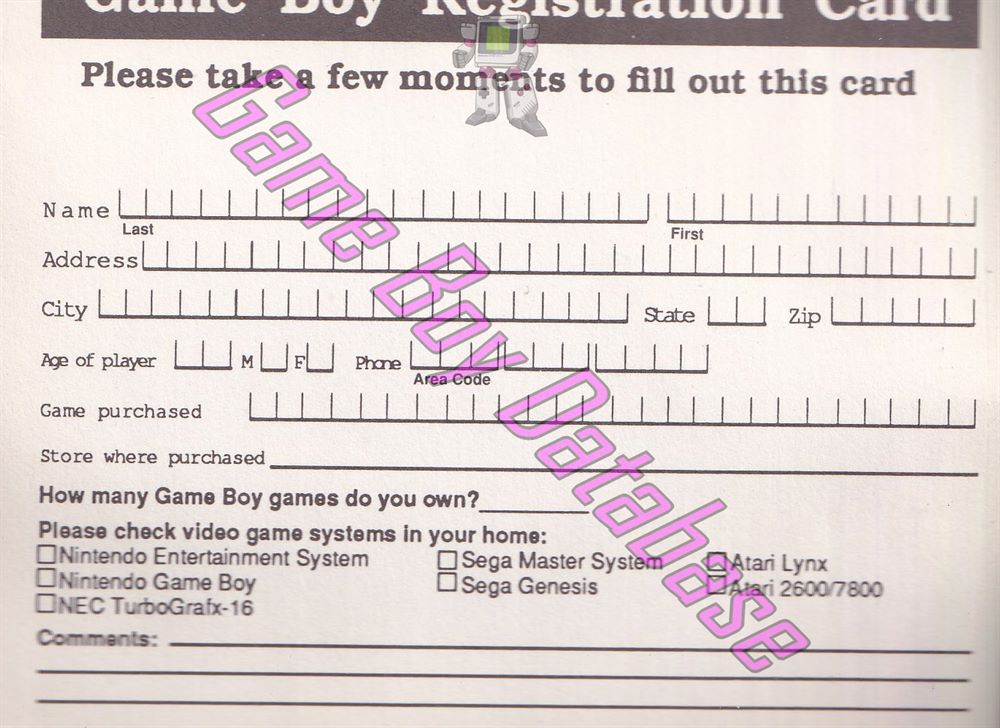 Game Boy Registration Card
Please take a few moments to fill out this card
Name
Last First
Address
City State Zip
Age of player M F Phone
Area Code
Game purchased
Store where purchased
How many Game Boy games do you own?
Please check video game systems in your home:
Nintendo Entertainment System Sega Master System Atari Lynx
Nintendo Game Boy Sega Genesis Atari 2600/7800
NEC TurboGrafx-16
Comments:
Game Boy Database